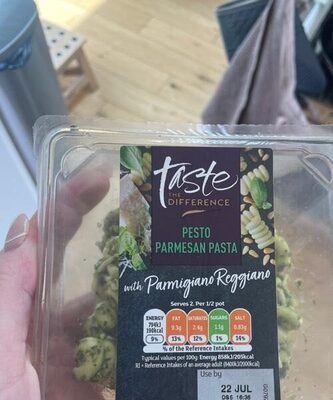 taste
THE
DIFFERENCE
PESTO
PARMESAN PASTA
with Parmigiano Reggiano
Serves 2. Per 1/2 pot
ENERGY FAT SATURATES SUGARS SALT
9.3g 2.4g 1.1g 0.83g
9% 13% 12% 1% 14%
% of the Reference Intakes
Typical values per 100g: Energy 858kJ/205kcal
RI = Reference Intakes of an average adult (8400kJ/2000kcal)
Use by
22 JUL